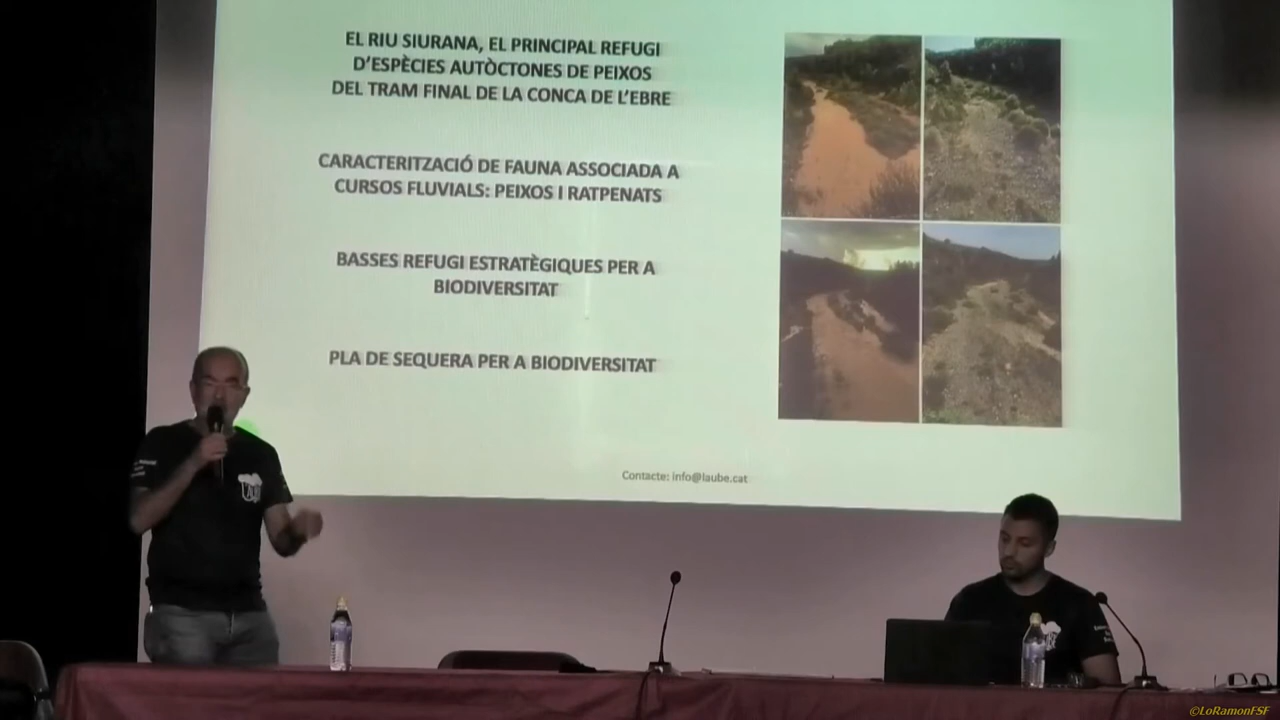 EL RIU SIURANA, EL PRINCIPAL REFUGI
D'ESPÈCIES AUTÒCTONES DE PEIXOS
DEL TRAM FINAL DE LA CONCA DE L'EBRE
CARACTERITZACIÓ DE FAUNA ASSOCIADA A
CURSOS FLUVIALS: PEIXOS I RATPENATS
BASSES REFUGI ESTRATÈGIQUES PER A
BIODIVERSITAT
PLA DE SEQUERA PER A BIODIVERSITAT
Contacte: info@laube.cat
©LoRamonFSF